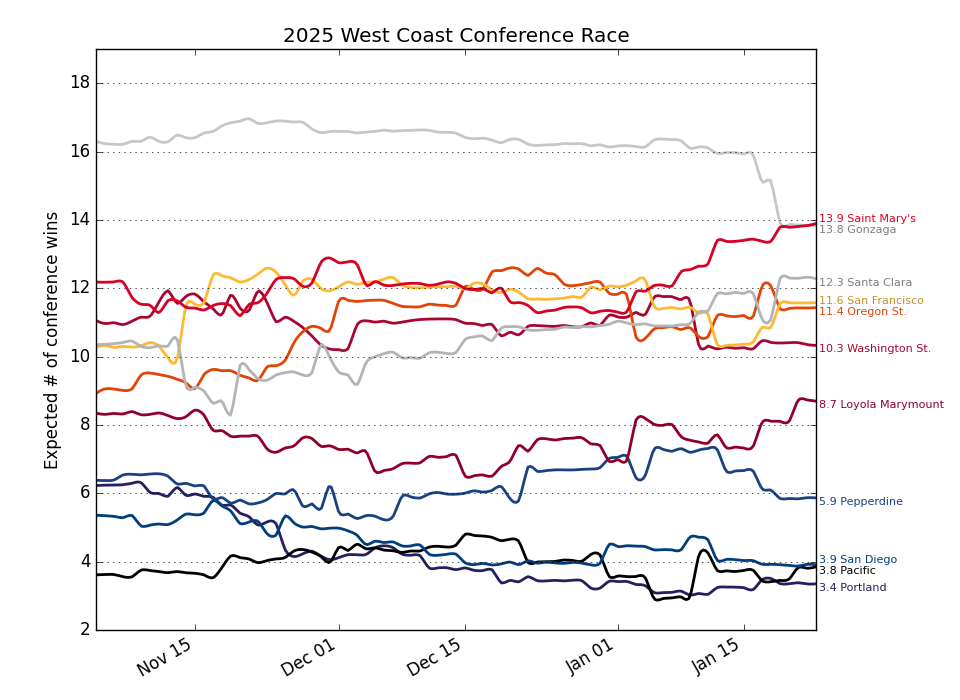 2025 West Coast Conference Race
Expected # of conference wins
18
16
14
12
10
8
6
4
2
Nov 15
Dec 01
Dec 15
Jan 01
Jan 15
13.9 Saint Mary's
13.8 Gonzaga
12.3 Santa Clara
11.6 San Francisco
11.4 Oregon St.
10.3 Washington St.
8.7 Loyola Marymount
5.9 Pepperdine
3.9 San Diego
3.8 Pacific
3.4 Portland